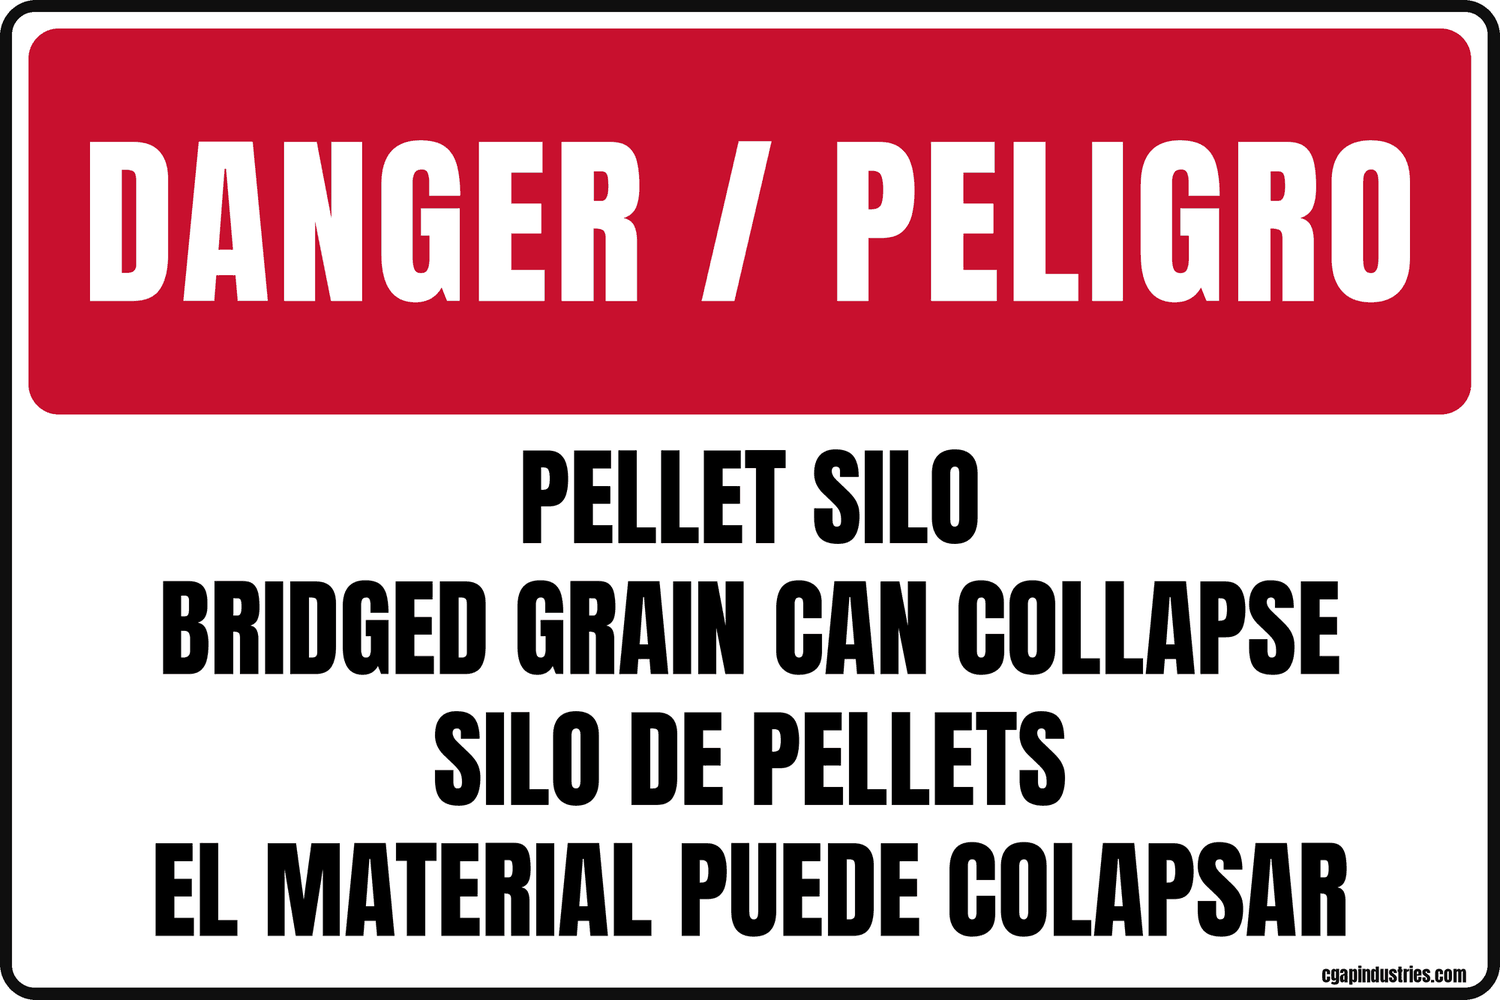 DANGER / PELIGRO
PELLET SILO
BRIDGED GRAIN CAN COLLAPSE
SILO DE PELLETS
EL MATERIAL PUEDE COLAPSAR
cgapindustries.com